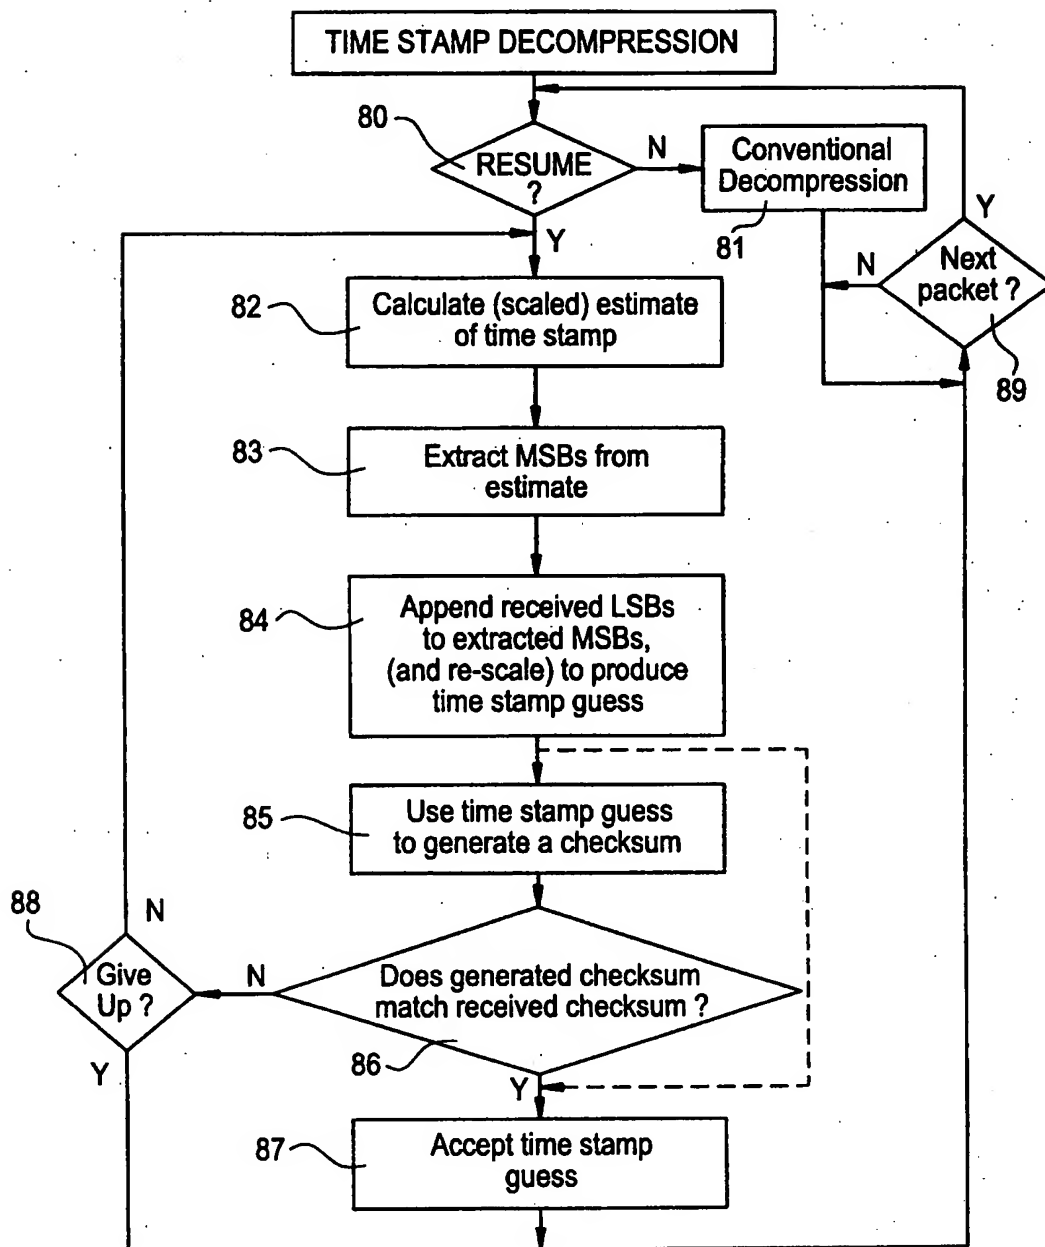 TIME STAMP DECOMPRESSION
80
RESUME
?
N
Conventional
Decompression
81
Y
Y
N
Next
packet ?
89
82
Calculate (scaled) estimate
of time stamp
83
Extract MSBs from
estimate
84
Append received LSBs
to extracted MSBs,
(and re-scale) to produce
time stamp guess
85
Use time stamp guess
to generate a checksum
88
N
Give
Up ?
N
Y
Does generated checksum
match received checksum ?
86
Y
87
Accept time stamp
guess